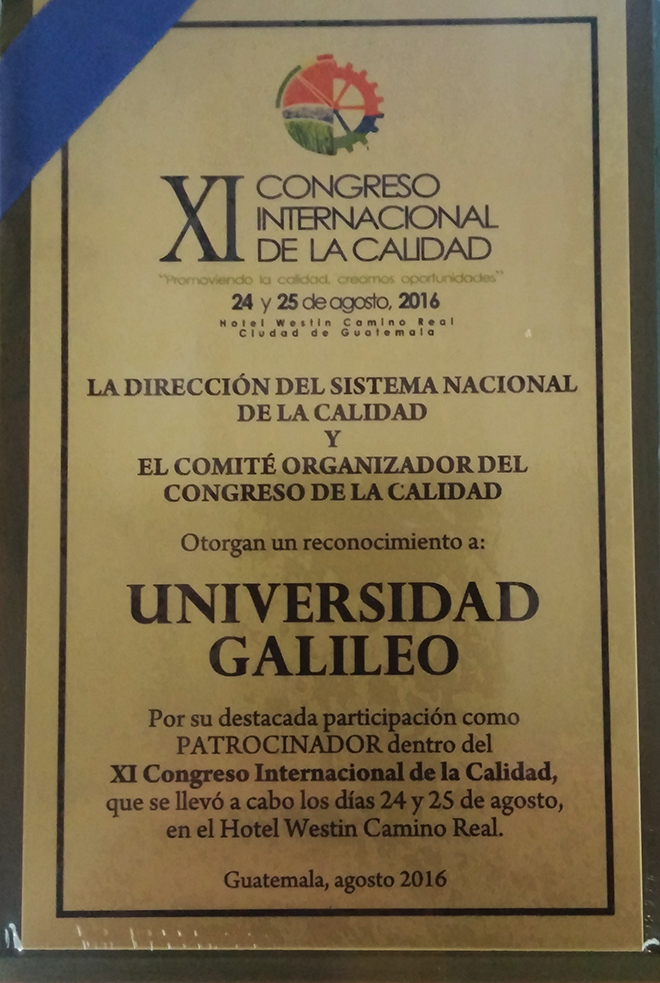 XI CONGRESO
INTERNACIONAL
DE LA CALIDAD
"Promoviendo la calidad, creamos oportunidades"
24 y 25 de agosto, 2016
Hotel Westin Camino Real
Ciudad de Guatemala
LA DIRECCIÓN DEL SISTEMA NACIONAL
DE LA CALIDAD
Y
EL COMITÉ ORGANIZADOR DEL
CONGRESO DE LA CALIDAD
Otorgan un reconocimiento a:
UNIVERSIDAD
GALILEO
Por su destacada participación como
PATROCINADOR dentro del
XI Congreso Internacional de la Calidad,
que se llevó a cabo los días 24 y 25 de agosto,
en el Hotel Westin Camino Real.
Guatemala, agosto 2016